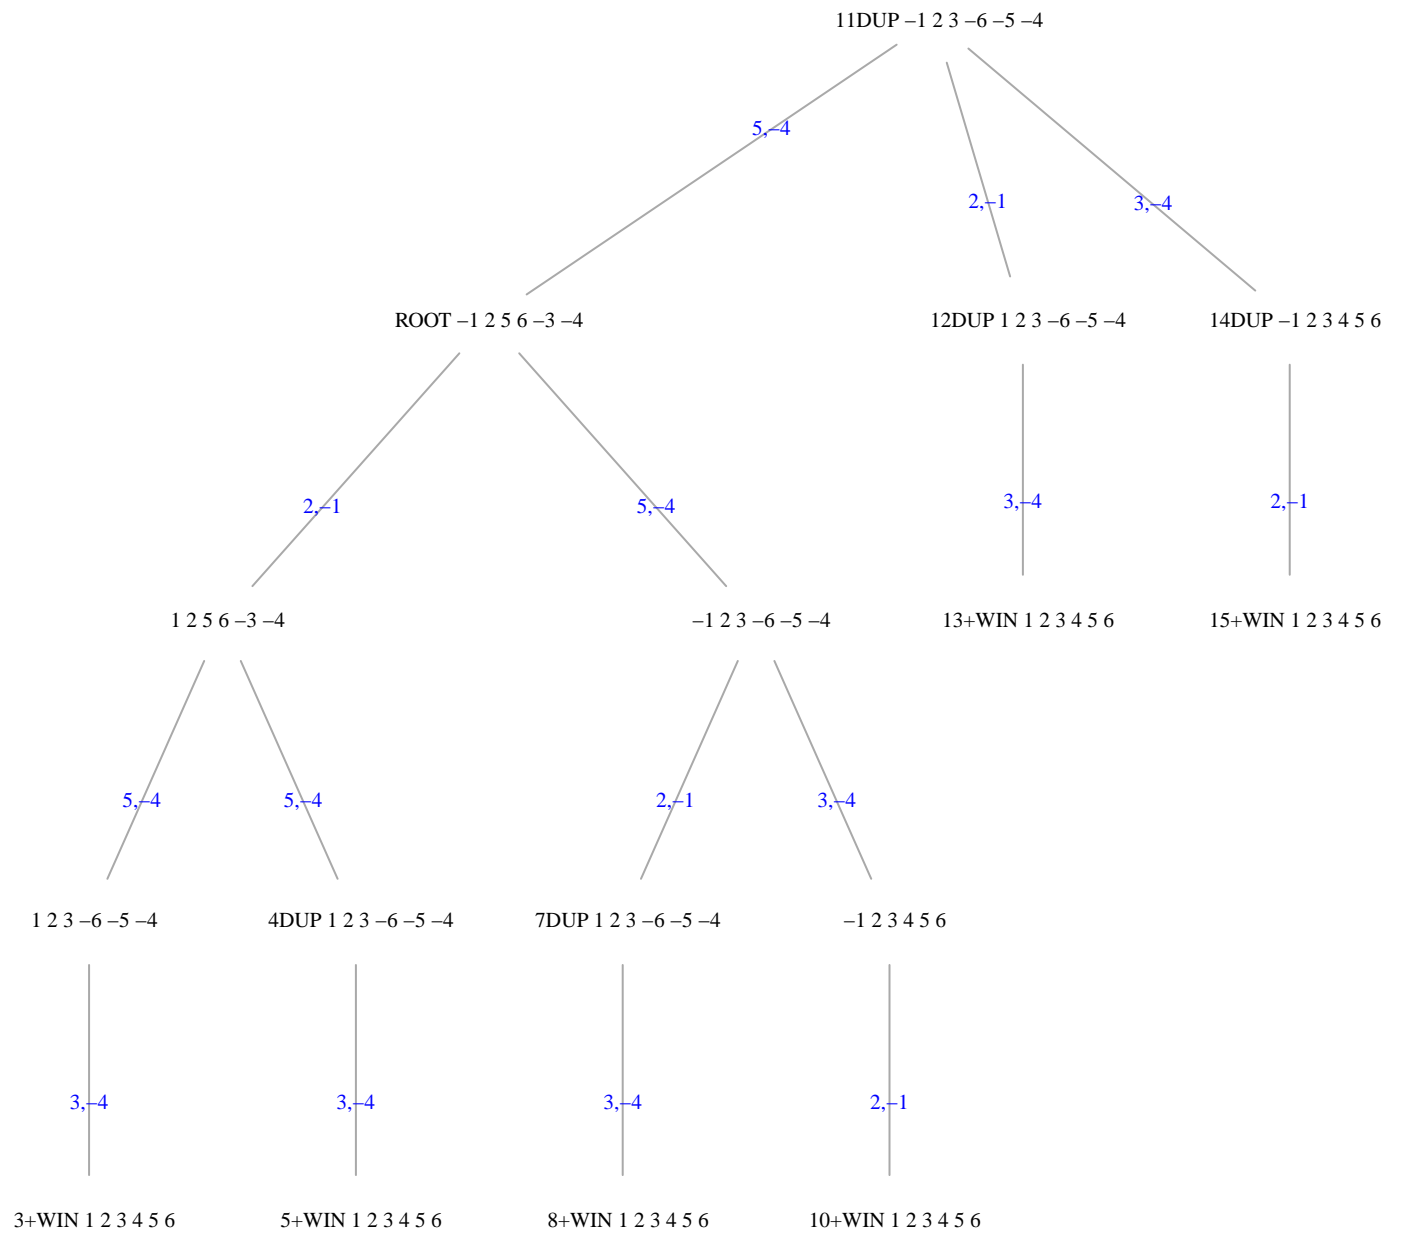 11DUP –1 2 3 –6 –5 –4
5,–4
2,–1
3,–4
ROOT –1 2 5 6 –3 –4
12DUP 1 2 3 –6 –5 –4
14DUP –1 2 3 4 5 6
2,–1
5,–4
3,–4
2,–1
1 2 5 6 –3 –4
–1 2 3 –6 –5 –4
13+WIN 1 2 3 4 5 6
15+WIN 1 2 3 4 5 6
5,–4
5,–4
2,–1
3,–4
1 2 3 –6 –5 –4
4DUP 1 2 3 –6 –5 –4
7DUP 1 2 3 –6 –5 –4
–1 2 3 4 5 6
3,–4
3,–4
3,–4
2,–1
3+WIN 1 2 3 4 5 6
5+WIN 1 2 3 4 5 6
8+WIN 1 2 3 4 5 6
10+WIN 1 2 3 4 5 6